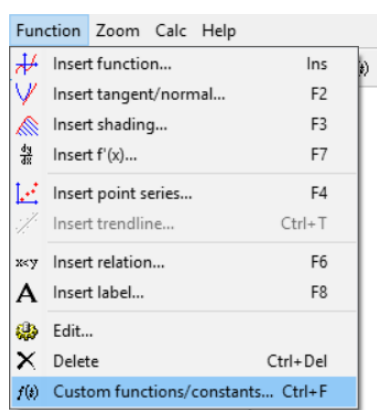 Function Zoom Calc Help
Insert function... Ins
Insert tangent/normal... F2
Insert shading... F3
Insert f'(x)... F7
Insert point series... F4
Insert trendline... Ctrl+T
x<y Insert relation... F6
A Insert label... F8
Edit...
Delete Ctrl+Del
Custom functions/constants... Ctrl+F